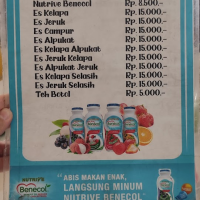 Nutrive Benecol Rp. 8.500,-
Es Kelapa Rp. 15.000,-
Es Jeruk Rp. 15.000,-
Es Campur Rp. 15.000,-
Es Alpukat Rp. 15.000,-
Es Kelapa Alpukat Rp. 15.000,-
Es Jeruk Kelapa Rp. 15.000,-
Es Alpukat Jeruk Rp. 15.000,-
Es Kelapa Selasih Rp. 15.000,-
Es Jeruk Selasih Rp. 15.000,-
Teh Botol Rp. 5.000,-
NUTRIVE
Benecol
ABIS MAKAN ENAK,
LANGSUNG MINUM
NUTRIVE BENECOL